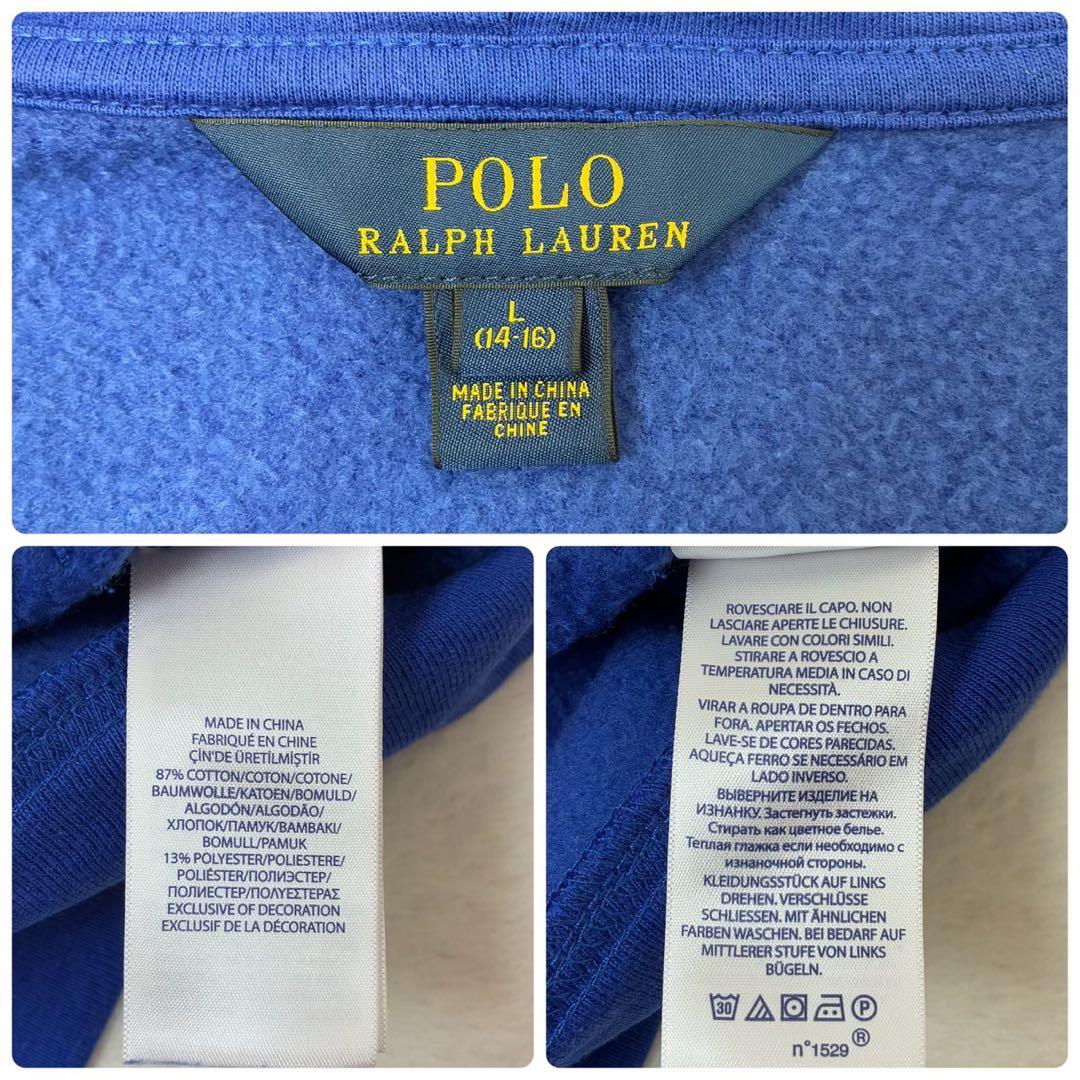 POLO
RALPH LAUREN
L
(14-16)
MADE IN CHINA
FABRIQUE EN
CHINE
MADE IN CHINA
FABRIQUÉ EN CHINE
ÇİN'DE ÜRETİLMİŞTİR
87% COTTON/COTON/COTONE/
BAUMWOLLE/KATOEN/BOMULD/
ALGODÓN/ALGODÃO/
ХЛОПОК/ПАМУК/BAMBAKI/
BOMULL/PAMUK
13% POLYESTER/POLIESTERE/
POLIÉSTER/ПОЛИЭСТЕР/
ПОЛИЕСТЕР/ΠΟΛΥΕΣΤΕΡΑΣ
EXCLUSIVE OF DECORATION
EXCLUSIF DE LA DÉCORATION
ROVESCIARE IL CAPO. NON
LASCIARE APERTE LE CHIUSURE.
LAVARE CON COLORI SIMILI.
STIRARE A ROVESCIO A
TEMPERATURA MEDIA IN CASO DI
NECESSITÀ.
VIRAR A ROUPA DE DENTRO PARA
FORA. APERTAR OS FECHOS.
LAVE-SE DE CORES PARECIDAS.
AQUEÇA FERRO SE NECESSÁRIO EM
LADO INVERSO.
ВЫВЕРНИТЕ ИЗДЕЛИЕ НА
ИЗНАНКУ. Застегнуть застежки.
Стирать как цветное белье.
Теплая глажка если необходимо с
изнаночной стороны.
KLEIDUNGSSTÜCK AUF LINKS
DREHEN. VERSCHLÜSSE
SCHLIESSEN. MIT ÄHNLICHEN
FARBEN WASCHEN. BEI BEDARF AUF
MITTLERER STUFE VON LINKS
BÜGELN.
30 P
n°1529 ®